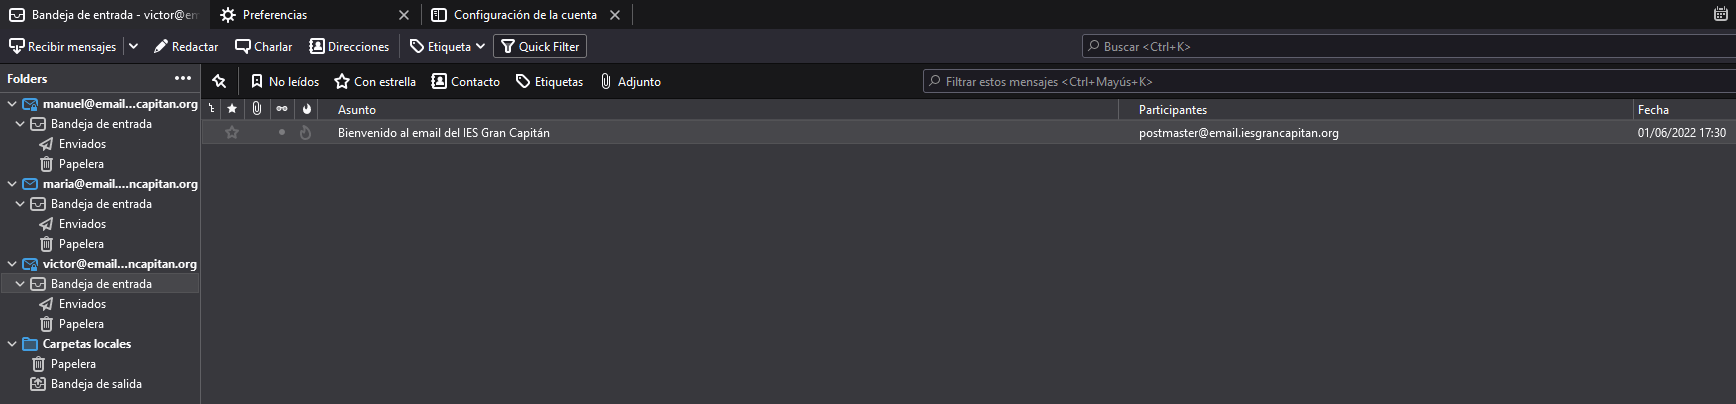 Bandeja de entrada - victor@em
Preferencias
Configuración de la cuenta
Recibir mensajes
Redactar
Charlar
Direcciones
Etiqueta
Quick Filter
Buscar <Ctrl+K>
Folders
No leídos
Con estrella
Contacto
Etiquetas
Adjunto
Filtrar estos mensajes <Ctrl+Mayús+K>
manuel@email...capitan.org
Bandeja de entrada
Enviados
Papelera
maria@email....ncapitan.org
Bandeja de entrada
Enviados
Papelera
victor@email...ncapitan.org
Bandeja de entrada
Enviados
Papelera
Carpetas locales
Papelera
Bandeja de salida
Asunto Participantes Fecha
Bienvenido al email del IES Gran Capitán postmaster@email.iesgrancapitan.org 01/06/2022 17:30